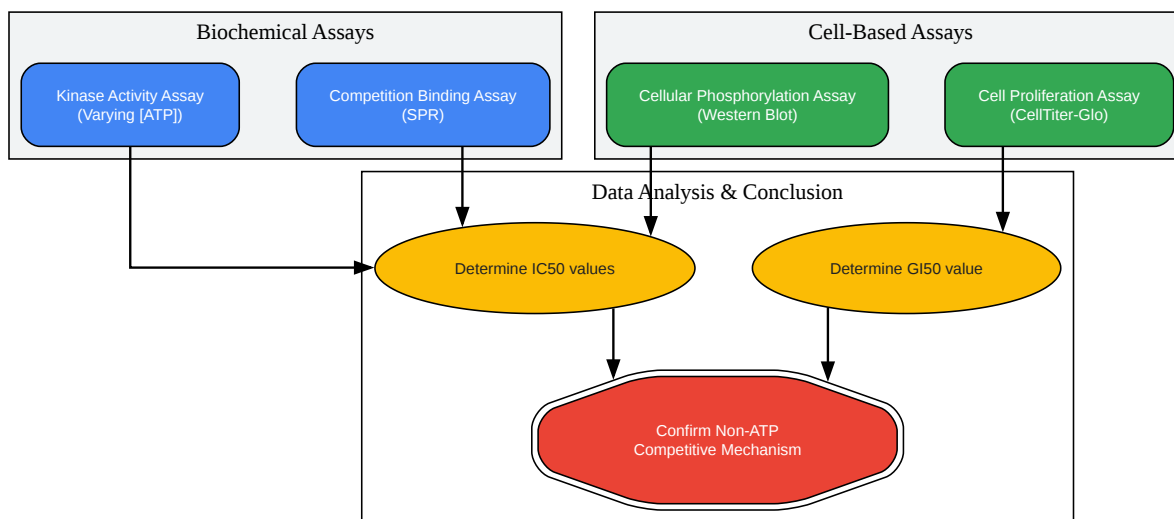 Biochemical Assays
Kinase Activity Assay
(Varying [ATP])
Competition Binding Assay
(SPR)
Cell-Based Assays
Cellular Phosphorylation Assay
(Western Blot)
Cell Proliferation Assay
(CellTiter-Glo)
Data Analysis & Conclusion
Determine IC50 values
Determine GI50 value
Confirm Non-ATP
Competitive Mechanism